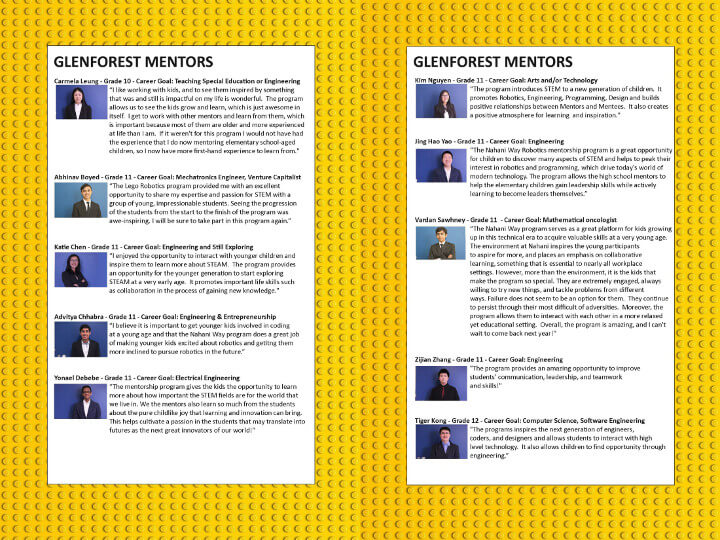 GLENFOREST MENTORS
Carmela Leung - Grade 10 - Career Goal: Teaching Special Education or Engineering
"I like working with kids, and to see them inspired by something
that was and still is impactful on my life is wonderful.  The program
allows us to see the kids grow and learn, which is just awesome in
itself.  I get to work with other mentors and learn from them, which
is important because most of them are older and more experienced
at life than I am.  If it weren't for this program I would not have had
the experience that I do now mentoring elementary school-aged
children, so I now have more first-hand experience to learn from."
Abhinav Boyed - Grade 11 - Career Goal: Mechatronics Engineer, Venture Capitalist
"The Lego Robotics program provided me with an excellent
opportunity to share my expertise and passion for STEM with a
group of young, impressionable students. Seeing the progression
of the students from the start to the finish of the program was
awe-inspiring. I will be sure to take part in this program again."
Katie Chen - Grade 11 - Career Goal: Engineering and Still Exploring
"I enjoyed the opportunity to interact with younger children and
inspire them to learn more about STEAM.  The program provides
an opportunity for the younger generation to start exploring
STEAM at a very early age.  It promotes important life skills such
as collaboration in the process of gaining new knowledge."
Advitya Chhabra - Grade 11 - Career Goal: Engineering & Entrepreneurship
"I believe it is important to get younger kids involved in coding
at a young age and that the Nahani Way program does a great job
of making younger kids excited about robotics and getting them
more inclined to pursue robotics in the future."
Yonael Debebe - Grade 11 - Career Goal: Electrical Engineering
"The mentorship program gives the kids the opportunity to learn
more about how important the STEM fields are for the world that
we live in. We the mentors also learn so much from the students
about the pure childlike joy that learning and innovation can bring.
This helps cultivate a passion in the students that may translate into
futures as the next great innovators of our world!"
GLENFOREST MENTORS
Kim Nguyen - Grade 11 - Career Goal: Arts and/or Technology
"The program introduces STEM to a new generation of children.  It
promotes Robotics, Engineering, Programming, Design and builds
positive relationships between Mentors and Mentees.  It also creates
a positive atmosphere for learning  and inspiration."
Jing Hao Yao - Grade 11 - Career Goal: Engineering
"The Nahani Way Robotics mentorship program is a great opportunity
for children to discover many aspects of STEM and helps to peak their
interest in robotics and programming, which drive today's world of
modern technology. The program allows the high school mentors to
help the elementary children gain leadership skills while actively
learning to become leaders themselves."
Vardan Sawhney - Grade 11  - Career Goal: Mathematical oncologist
"The Nahani Way program serves as a great platform for kids growing
up in this technical era to acquire valuable skills at a very young age.
The environment at Nahani inspires the young participants
to aspire for more, and places an emphasis on collaborative
learning, something that is essential to nearly all workplace
settings. However, more than the environment, it is the kids that
make the program so special. They are extremely engaged, always
willing to try new things, and tackle problems from different
ways. Failure does not seem to be an option for them.  They continue
to persist through their most difficult of adversities.  Moreover, the
program allows them to interact with each other in a more relaxed
yet educational setting.  Overall, the program is amazing, and I can't
wait to come back next year!"
Zijian Zhang - Grade 11 - Career Goal: Engineering
"The program provides an amazing opportunity to improve
students' communication, leadership, and teamwork
and skills!"
Tiger Kong - Grade 12 - Career Goal: Computer Science, Software Engineering
"The programs inspires the next generation of engineers,
coders, and designers and allows students to interact with high
level technology.  It also allows children to find opportunity through
engineering."